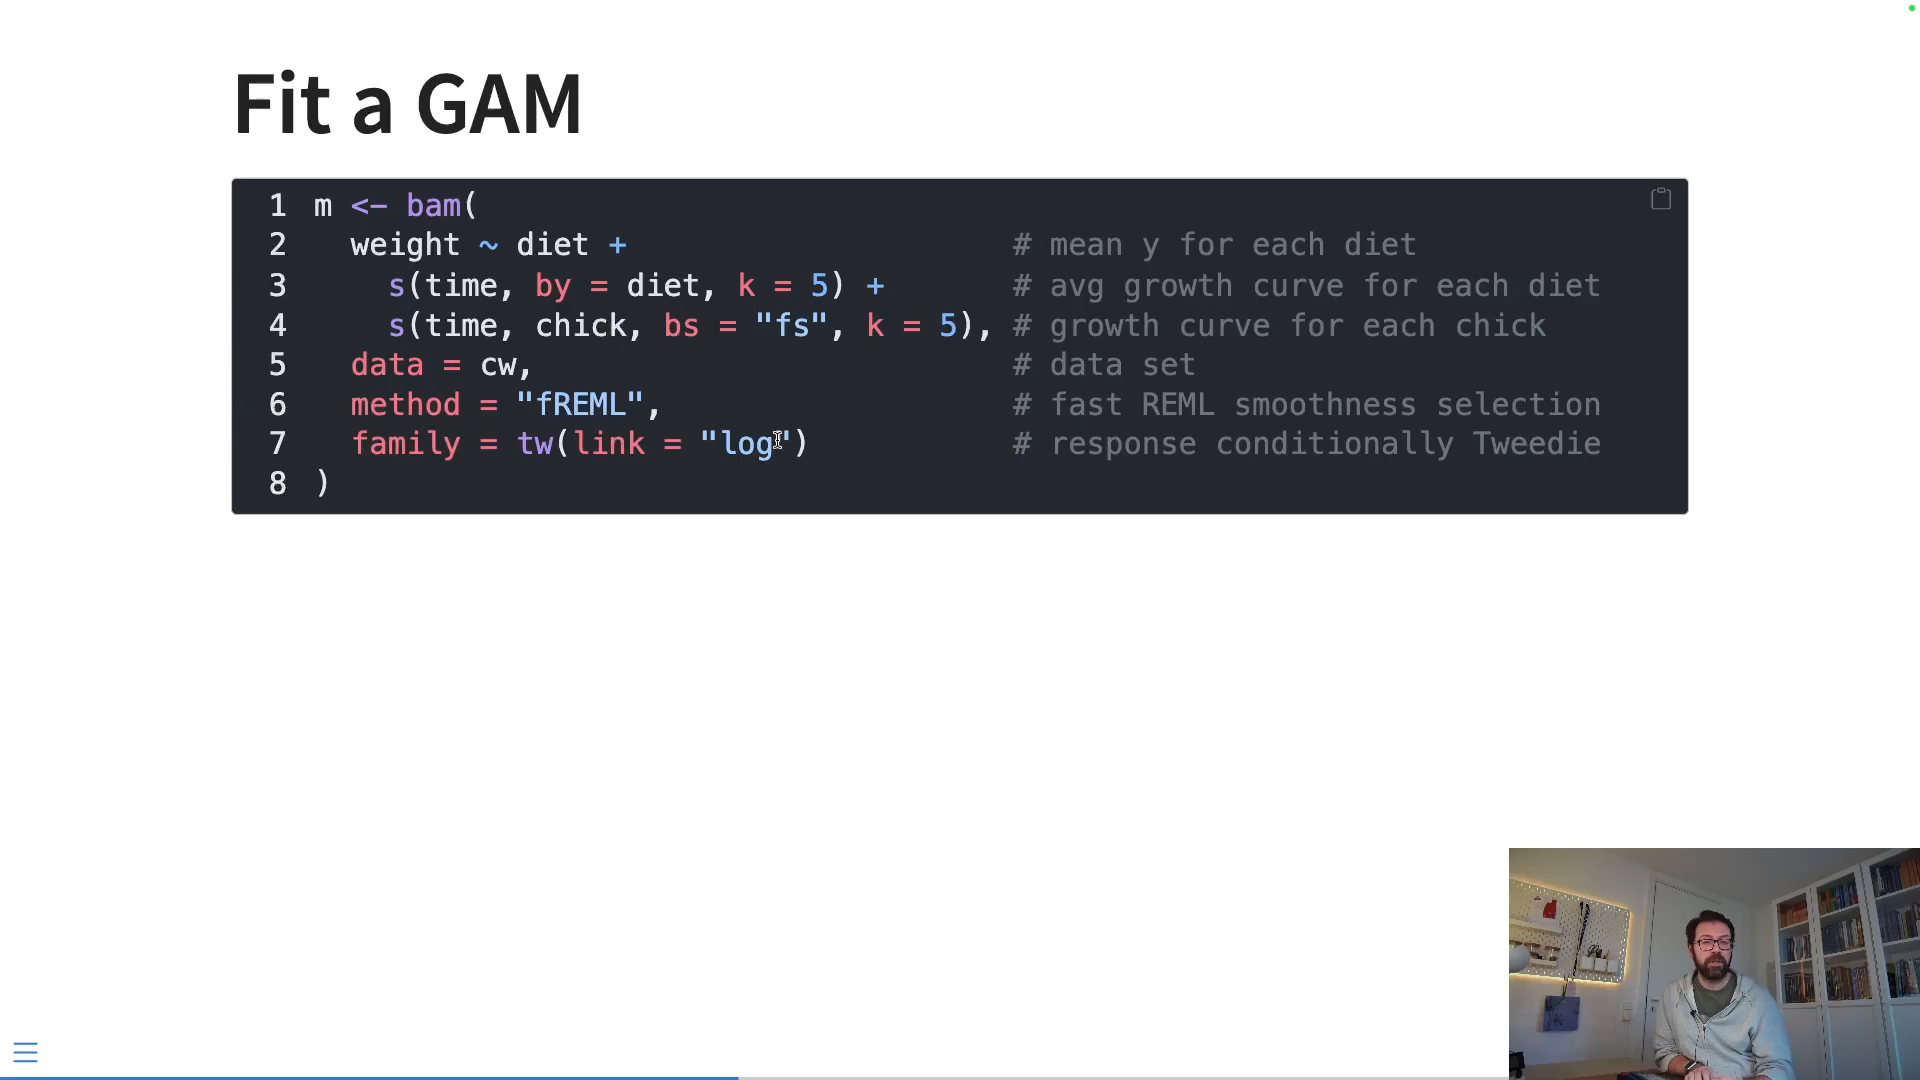 Fit a GAM
1 m <- bam(
2 weight ~ diet + # mean y for each diet
3 s(time, by = diet, k = 5) + # avg growth curve for each diet
4 s(time, chick, bs = "fs", k = 5), # growth curve for each chick
5 data = cw, # data set
6 method = "fREML", # fast REML smoothness selection
7 family = tw(link = "log") # response conditionally Tweedie
8 )